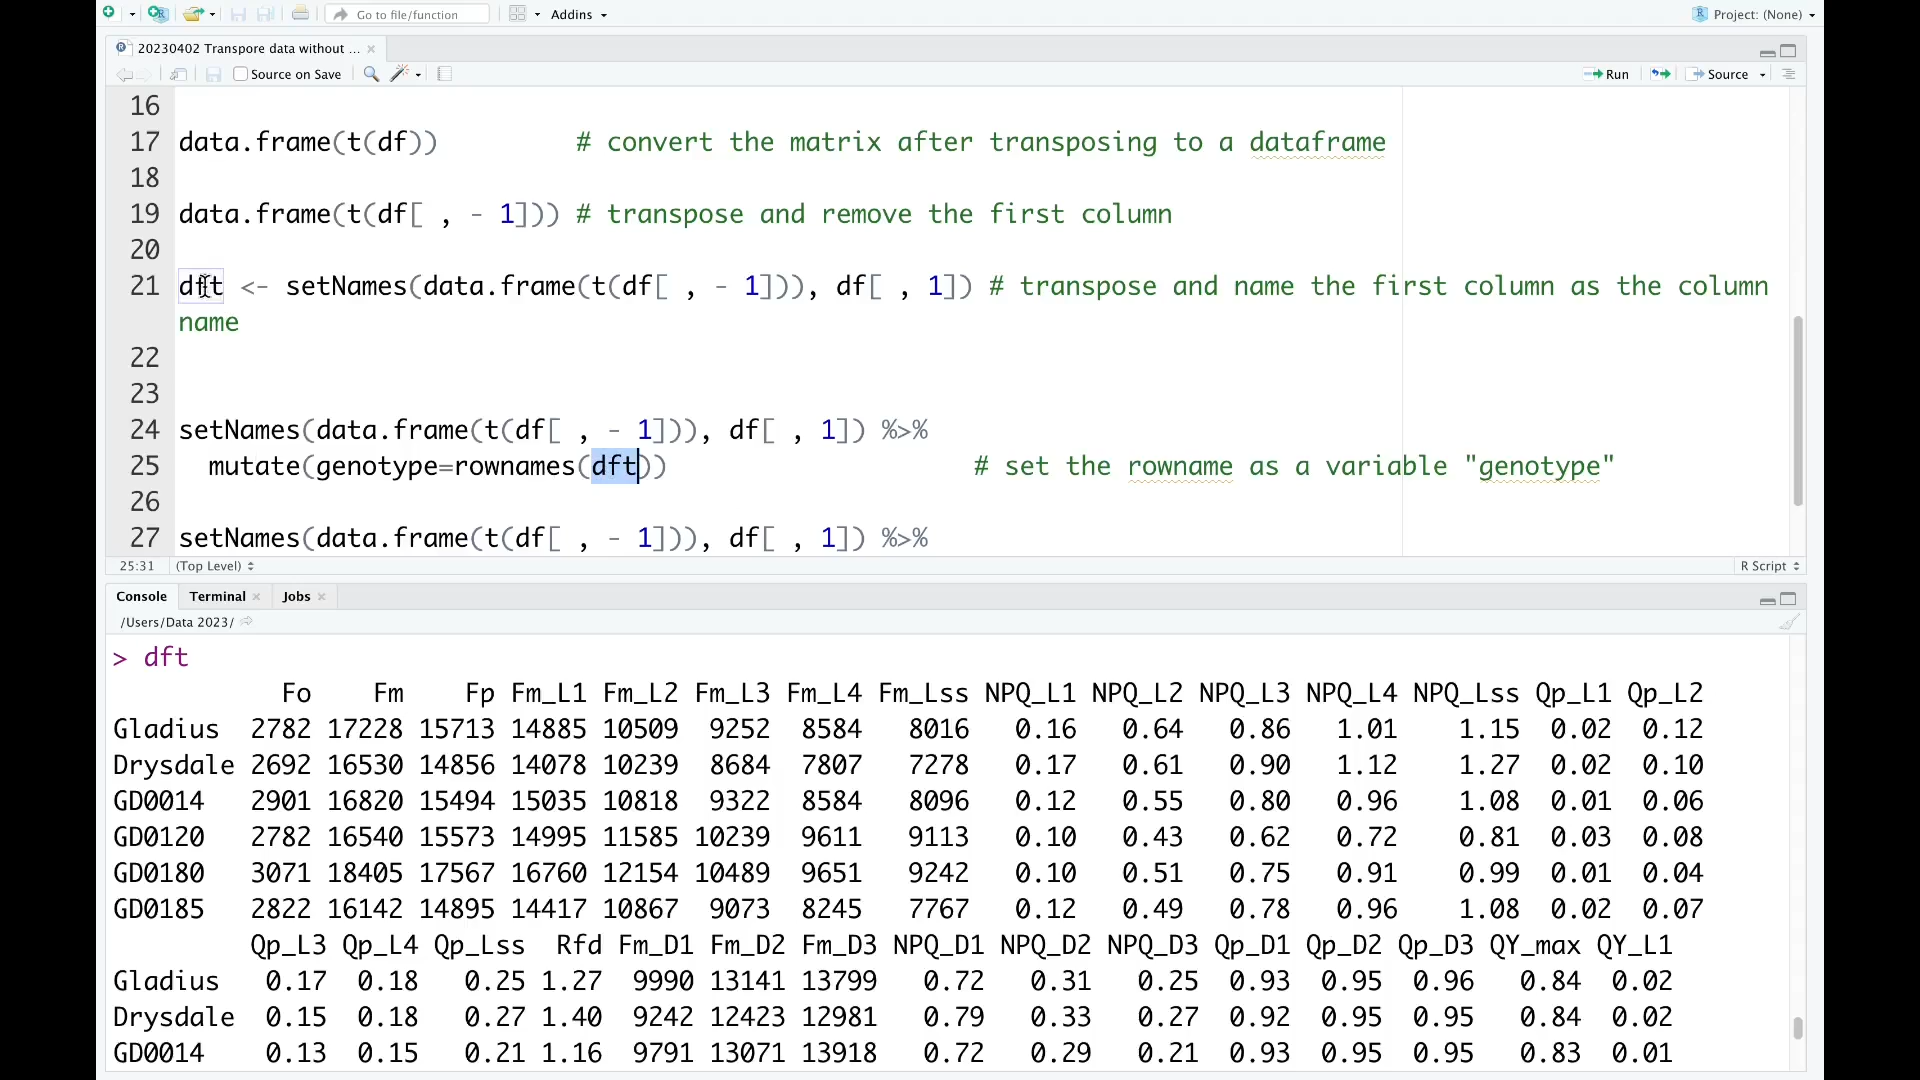 Go to file/function
Addins
Project: (None)
20230402 Transpore data without ...
Source on Save
Run
Source
16
17 data.frame(t(df)) # convert the matrix after transposing to a dataframe
18
19 data.frame(t(df[ , - 1])) # transpose and remove the first column
20
21 dft <- setNames(data.frame(t(df[ , - 1])), df[ , 1]) # transpose and name the first column as the column
name
22
23
24 setNames(data.frame(t(df[ , - 1])), df[ , 1]) %>%
25 mutate(genotype=rownames(dft)) # set the rowname as a variable "genotype"
26
27 setNames(data.frame(t(df[ , - 1])), df[ , 1]) %>%
25:31 (Top Level) R Script
Console Terminal Jobs
/Users/Data 2023/
> dft
Fo Fm Fp Fm_L1 Fm_L2 Fm_L3 Fm_L4 Fm_Lss NPQ_L1 NPQ_L2 NPQ_L3 NPQ_L4 NPQ_Lss Qp_L1 Qp_L2
Gladius 2782 17228 15713 14885 10509 9252 8584 8016 0.16 0.64 0.86 1.01 1.15 0.02 0.12
Drysdale 2692 16530 14856 14078 10239 8684 7807 7278 0.17 0.61 0.90 1.12 1.27 0.02 0.10
GD0014 2901 16820 15494 15035 10818 9322 8584 8096 0.12 0.55 0.80 0.96 1.08 0.01 0.06
GD0120 2782 16540 15573 14995 11585 10239 9611 9113 0.10 0.43 0.62 0.72 0.81 0.03 0.08
GD0180 3071 18405 17567 16760 12154 10489 9651 9242 0.10 0.51 0.75 0.91 0.99 0.01 0.04
GD0185 2822 16142 14895 14417 10867 9073 8245 7767 0.12 0.49 0.78 0.96 1.08 0.02 0.07
Qp_L3 Qp_L4 Qp_Lss Rfd Fm_D1 Fm_D2 Fm_D3 NPQ_D1 NPQ_D2 NPQ_D3 Qp_D1 Qp_D2 Qp_D3 QY_max QY_L1
Gladius 0.17 0.18 0.25 1.27 9990 13141 13799 0.72 0.31 0.25 0.93 0.95 0.96 0.84 0.02
Drysdale 0.15 0.18 0.27 1.40 9242 12423 12981 0.79 0.33 0.27 0.92 0.95 0.95 0.84 0.02
GD0014 0.13 0.15 0.21 1.16 9791 13071 13918 0.72 0.29 0.21 0.93 0.95 0.95 0.83 0.01